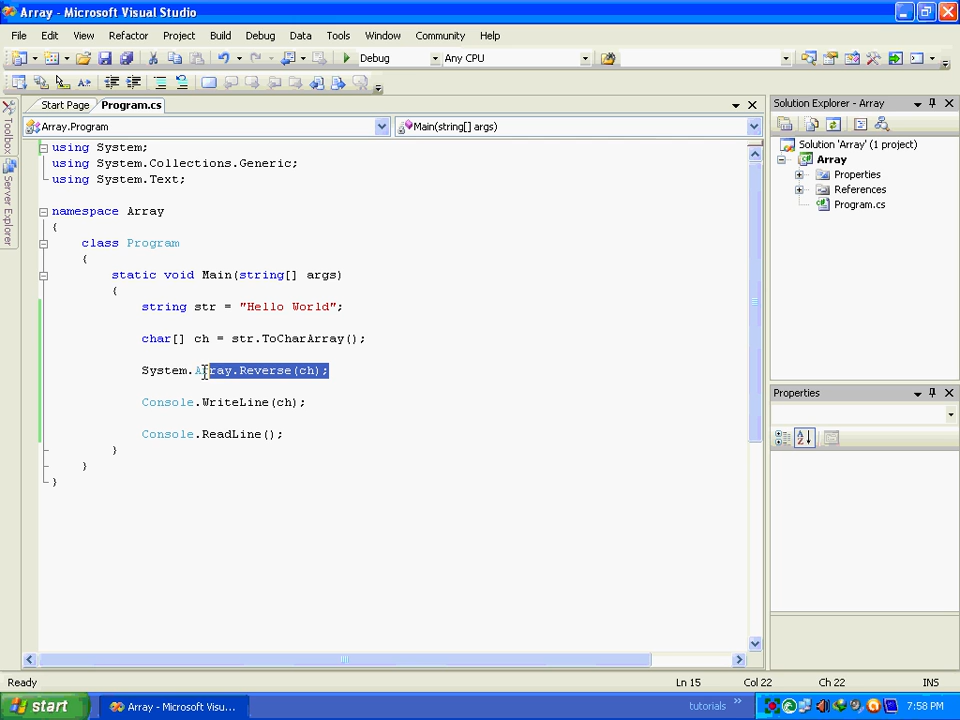 Array - Microsoft Visual Studio
File Edit View Refactor Project Build Debug Data Tools Window Community Help
Debug Any CPU
Start Page Program.cs
Array.Program Main(string[] args)
using System;
using System.Collections.Generic;
using System.Text;
namespace Array
{
class Program
{
static void Main(string[] args)
{
string str = "Hello World";
char[] ch = str.ToCharArray();
System.Array.Reverse(ch);
Console.WriteLine(ch);
Console.ReadLine();
}
}
}
Toolbox
Server Explorer
Solution Explorer - Array
Solution 'Array' (1 project)
Array
Properties
References
Program.cs
Properties
Ready Ln 15 Col 22 Ch 22 INS
start Array - Microsoft Visu... tutorials 7:58 PM